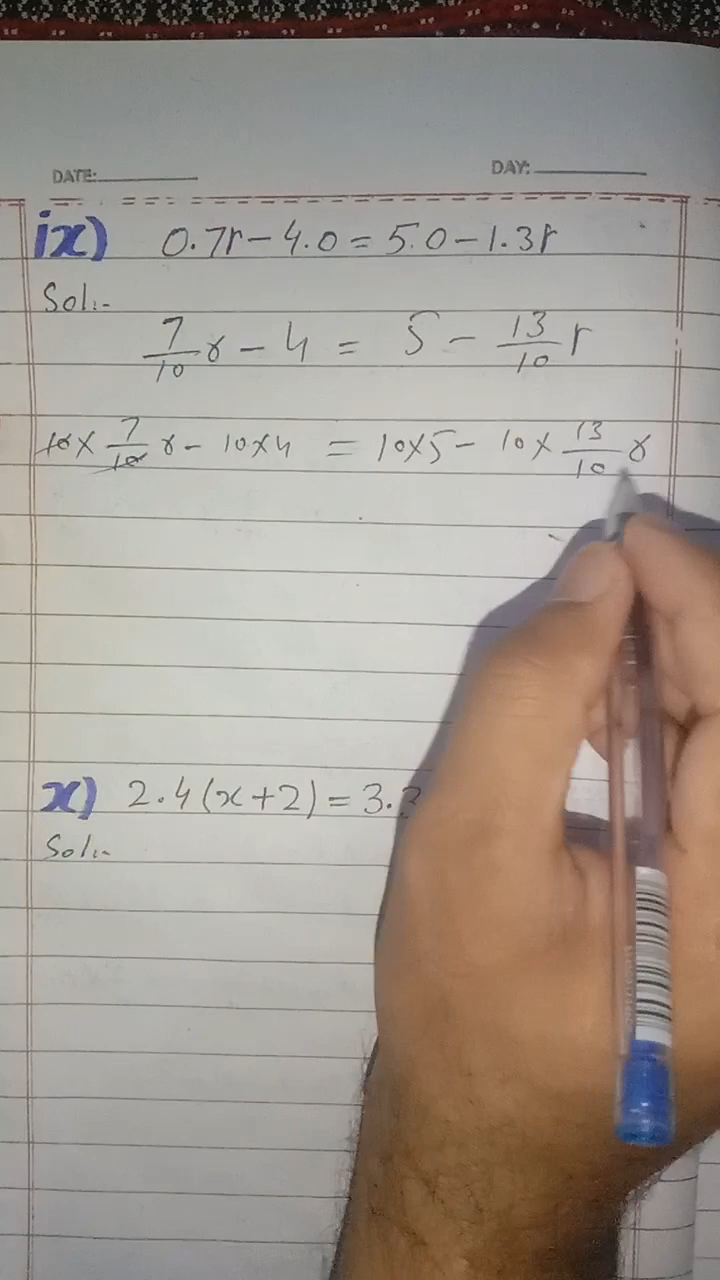 DATE: DAY:
ix) 0.7r - 4.0 = 5.0 - 1.3r
Sol:-
7/10 r - 4 = 5 - 13/10 r
10 × 7/10 r - 10×4 = 10×5 - 10 × 13/10 r
x) 2.4(x+2) = 3.
Sol:-